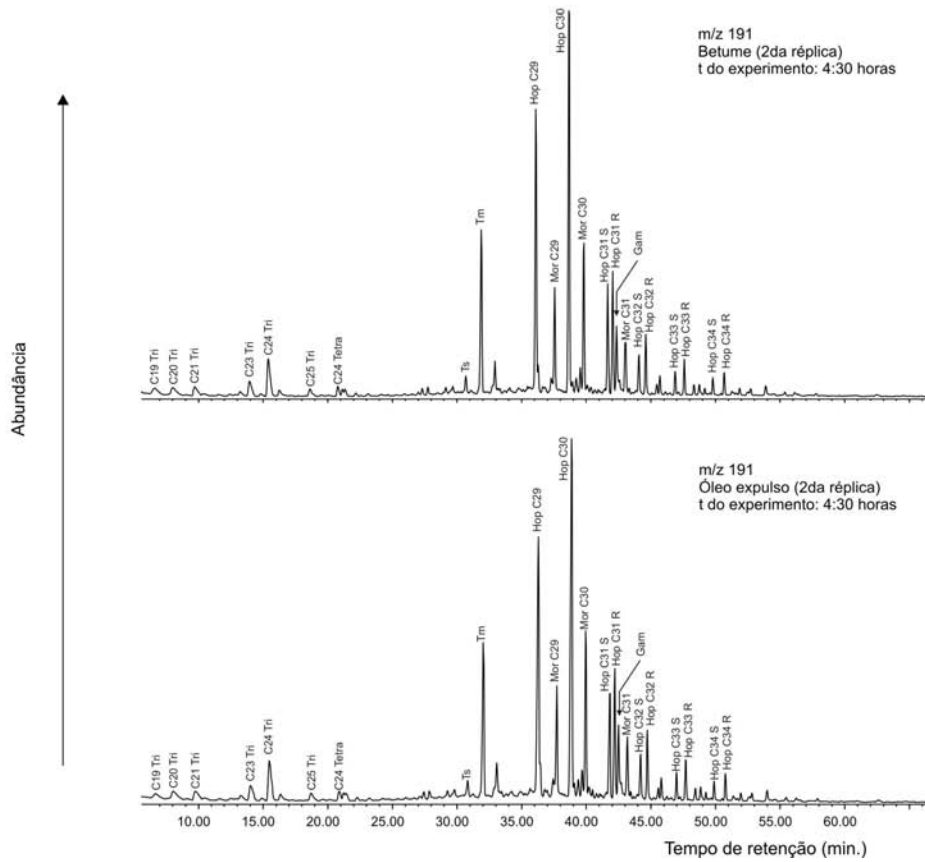 Abundância
m/z 191
Betume (2da réplica)
t do experimento: 4:30 horas
C19 Tri
C20 Tri
C21 Tri
C23 Tri
C24 Tri
C25 Tri
C24 Tetra
Ts
Tm
Hop C29
Mor C29
Hop C30
Mor C30
Hop C31 S
Hop C31 R
Gam
Mor C31
Hop C32 S
Hop C32 R
Hop C33 S
Hop C33 R
Hop C34 S
Hop C34 R
m/z 191
Óleo expulso (2da réplica)
t do experimento: 4:30 horas
C19 Tri
C20 Tri
C21 Tri
C23 Tri
C24 Tri
C25 Tri
C24 Tetra
Ts
Tm
Hop C29
Mor C29
Hop C30
Mor C30
Hop C31 S
Hop C31 R
Gam
Mor C31
Hop C32 S
Hop C32 R
Hop C33 S
Hop C33 R
Hop C34 S
Hop C34 R
10.00 15.00 20.00 25.00 30.00 35.00 40.00 45.00 50.00 55.00 60.00
Tempo de retenção (min.)